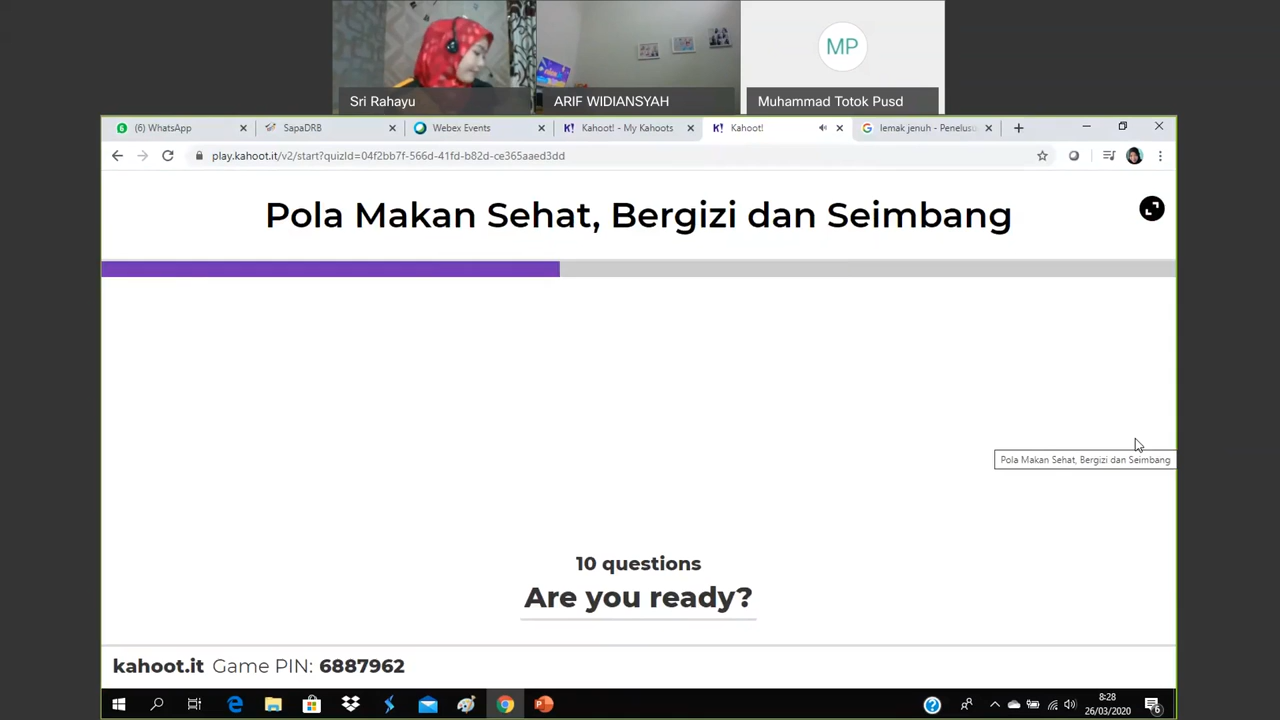 MP
Sri Rahayu
ARIF WIDIANSYAH
Muhammad Totok Pusd
(6) WhatsApp
SapaDRB
Webex Events
K! Kahoot! - My Kahoots
K! Kahoot!
lemak jenuh - Penelusu
play.kahoot.it/v2/start?quizId=04f2bb7f-566d-41fd-b82d-ce365aaed3dd
Pola Makan Sehat, Bergizi dan Seimbang
Pola Makan Sehat, Bergizi dan Seimbang
10 questions
Are you ready?
kahoot.it Game PIN: 6887962
8:28
26/03/2020